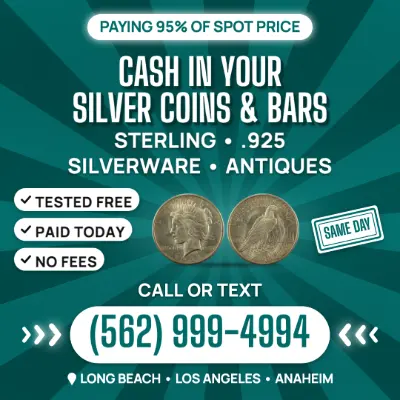 PAYING 95% OF SPOT PRICE
CASH IN YOUR
SILVER COINS & BARS
STERLING • .925
SILVERWARE • ANTIQUES
TESTED FREE
PAID TODAY
NO FEES
SAME DAY
CALL OR TEXT
(562) 999-4994
LONG BEACH • LOS ANGELES • ANAHEIM